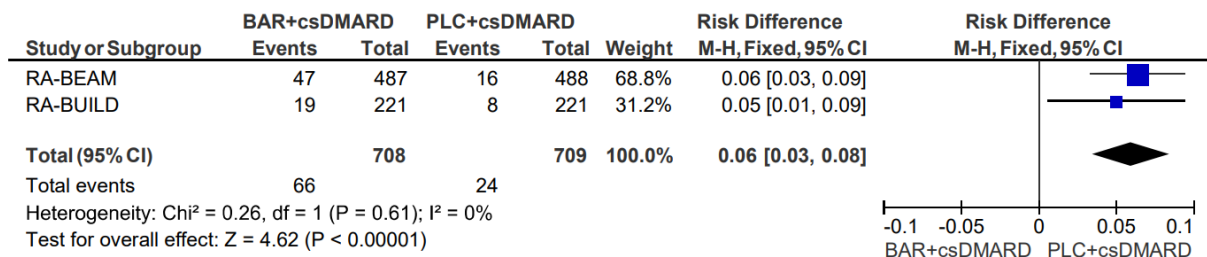 BAR+csDMARD PLC+csDMARD Risk Difference Risk Difference
Study or Subgroup Events Total Events Total Weight M-H, Fixed, 95% CI M-H, Fixed, 95% CI
RA-BEAM 47 487 16 488 68.8% 0.06 [0.03, 0.09]
RA-BUILD 19 221 8 221 31.2% 0.05 [0.01, 0.09]
Total (95% CI) 708 709 100.0% 0.06 [0.03, 0.08]
Total events 66 24
Heterogeneity: Chi² = 0.26, df = 1 (P = 0.61); I² = 0%
Test for overall effect: Z = 4.62 (P < 0.00001)
-0.1 -0.05 0 0.05 0.1
BAR+csDMARD PLC+csDMARD